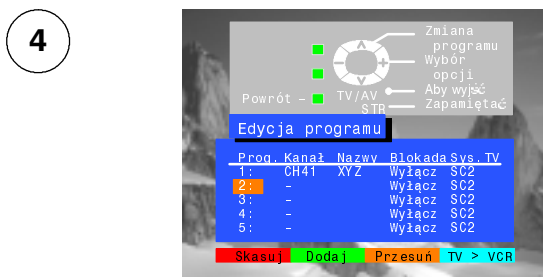 4
Zmiana
programu
Wybór
opcji
Aby wyjść
Powrót – TV/AV
STR Zapamiętać
Edycja programu
Prog. Kanał Nazwy Blokada Sys.TV
1: CH41 XYZ Wyłącz SC2
2: – Wyłącz SC2
3: – Wyłącz SC2
4: – Wyłącz SC2
5: – Wyłącz SC2
Skasuj Dodaj Przesuń TV > VCR